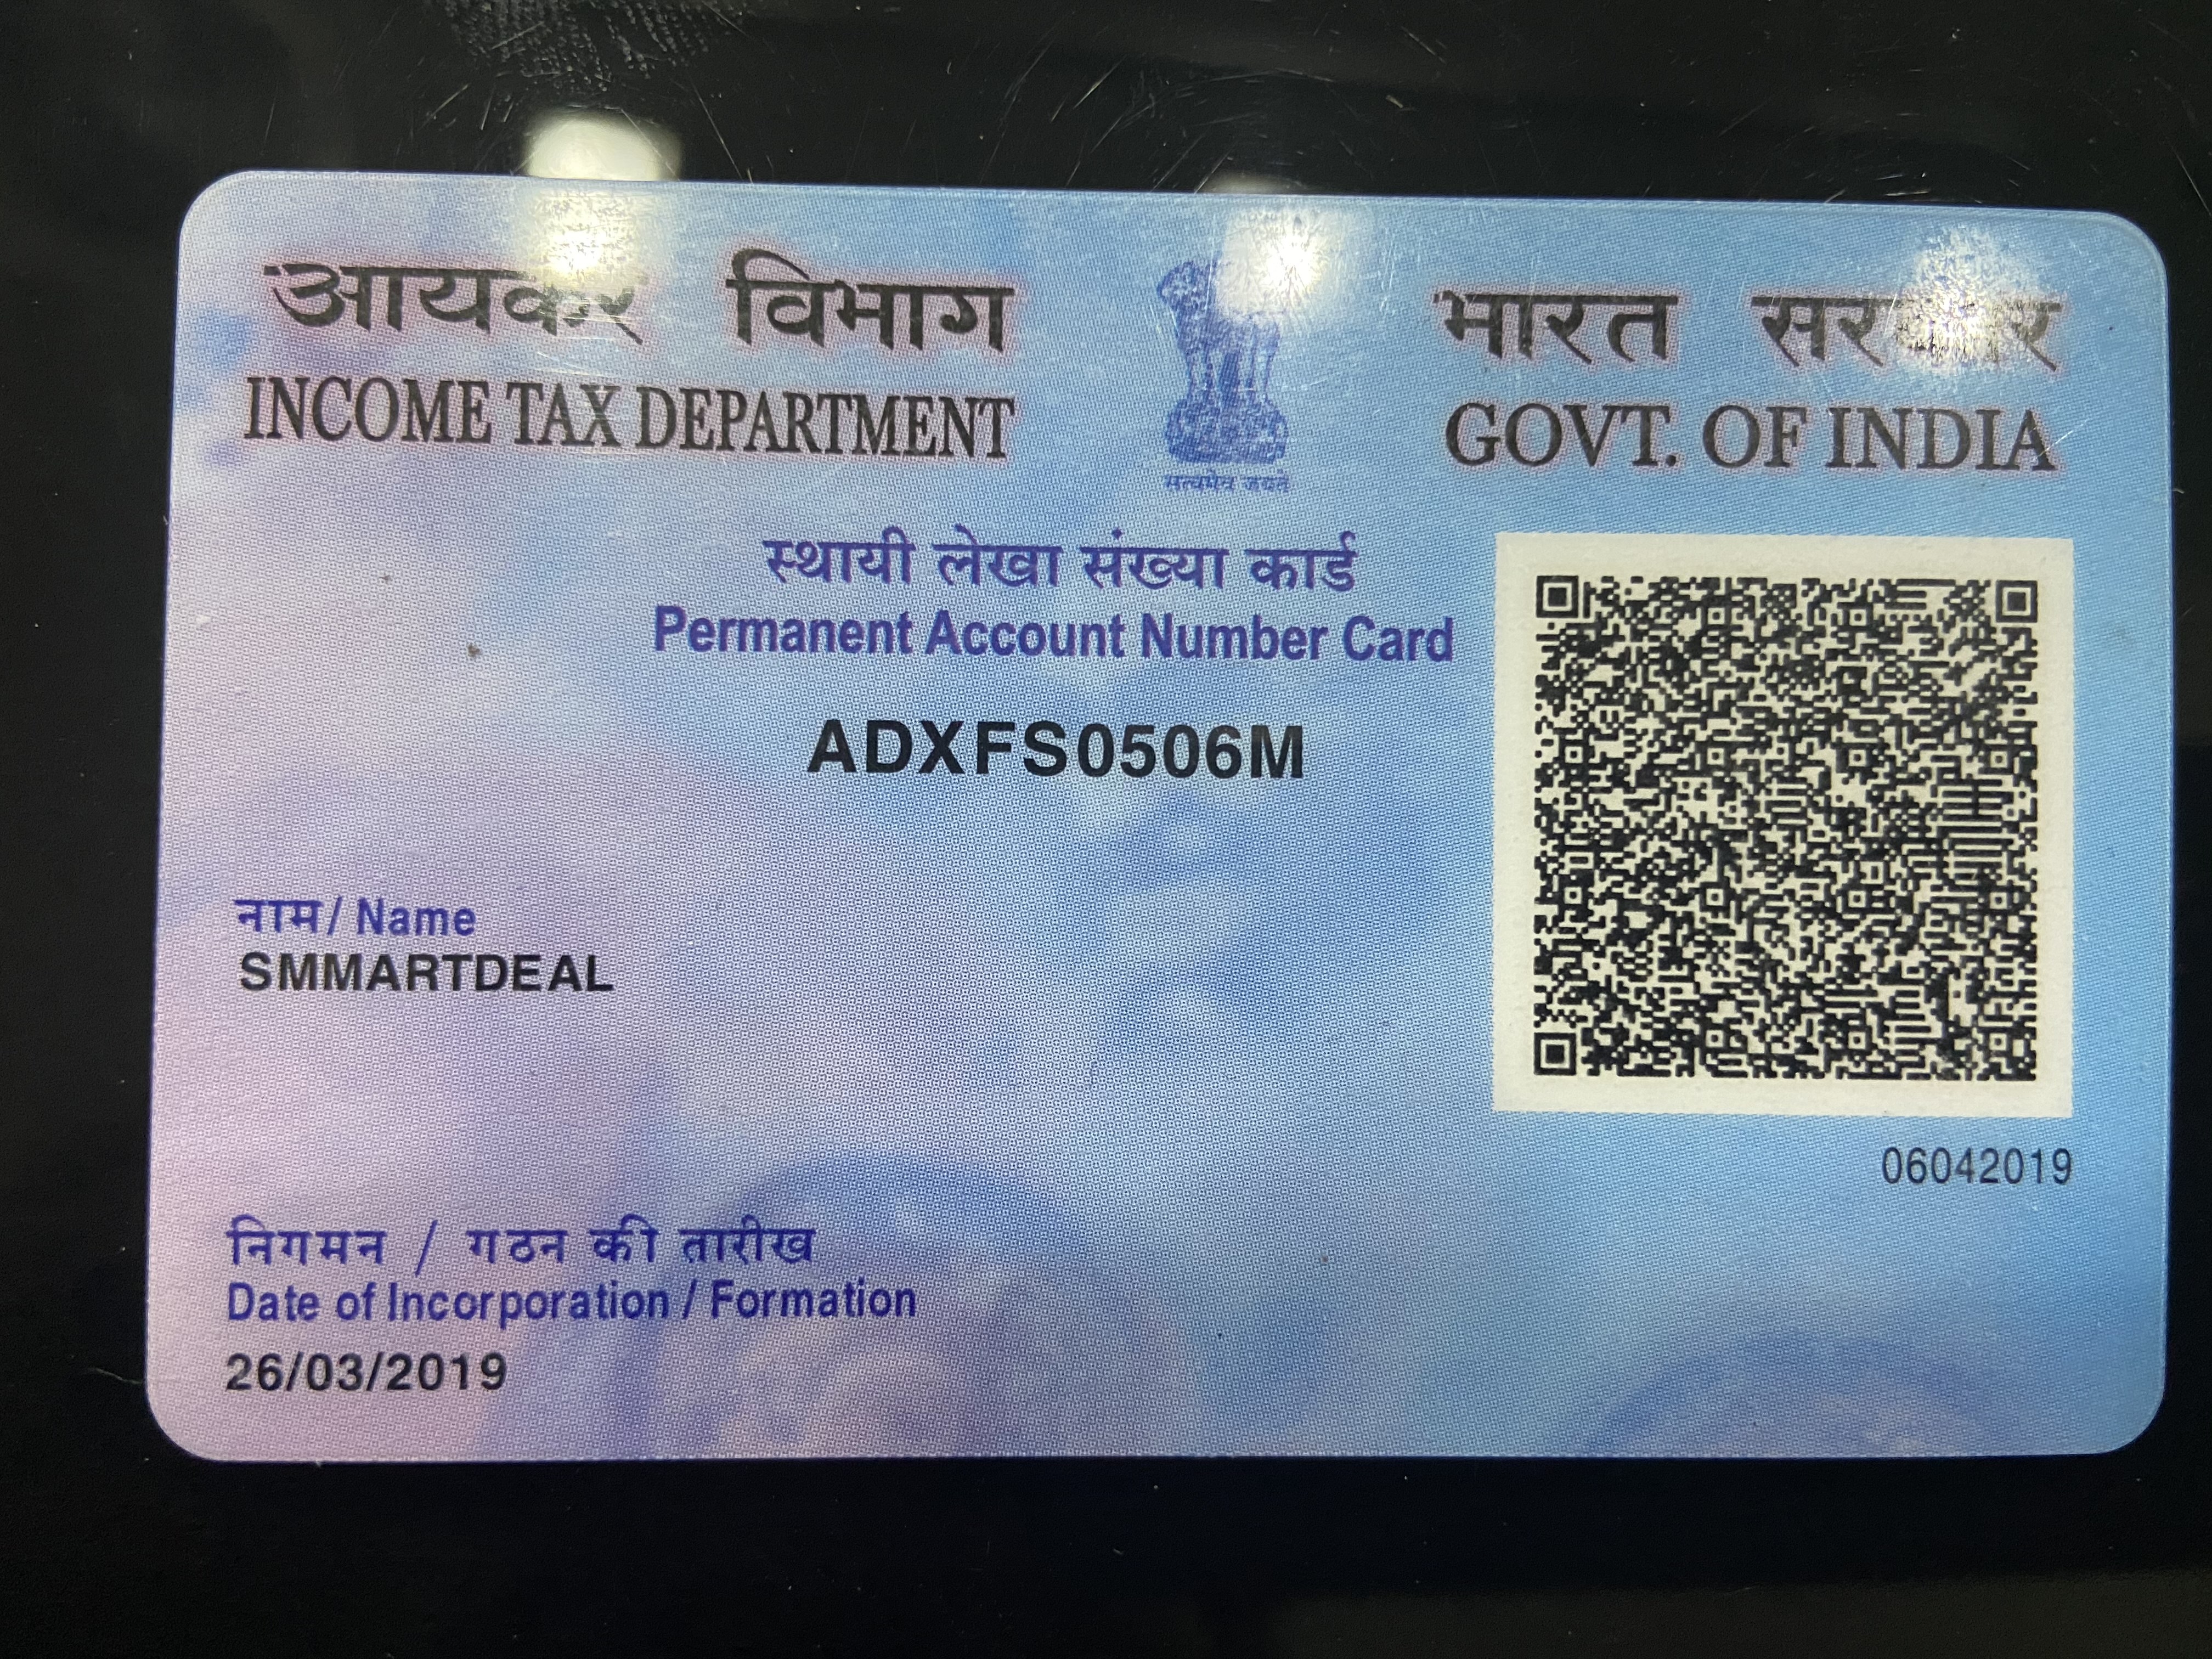 आयकर विभाग
INCOME TAX DEPARTMENT
सत्यमेव जयते
भारत सरकार
GOVT. OF INDIA
स्थायी लेखा संख्या कार्ड
Permanent Account Number Card
ADXFS0506M
नाम / Name
SMMARTDEAL
06042019
निगमन / गठन की तारीख
Date of Incorporation / Formation
26/03/2019